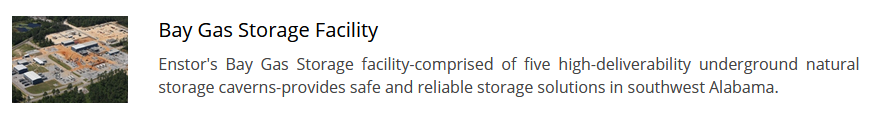 Bay Gas Storage Facility
Enstor's Bay Gas Storage facility-comprised of five high-deliverability underground natural
storage caverns-provides safe and reliable storage solutions in southwest Alabama.